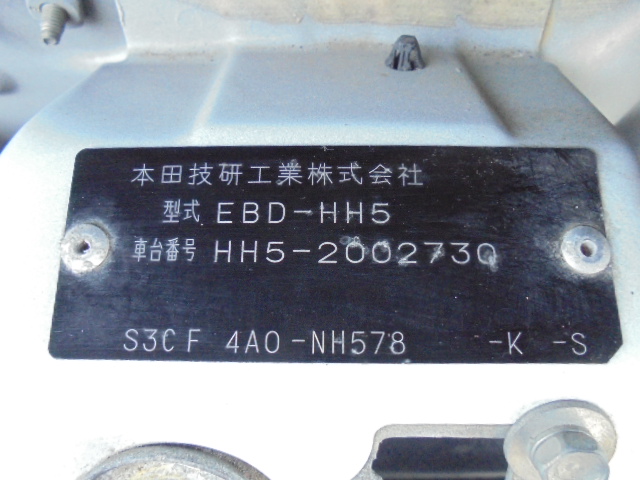 本田技研工業株式会社
型式 EBD-HH5
車台番号 HH5-2002730
S3CF 4A0-NH578 -K -S